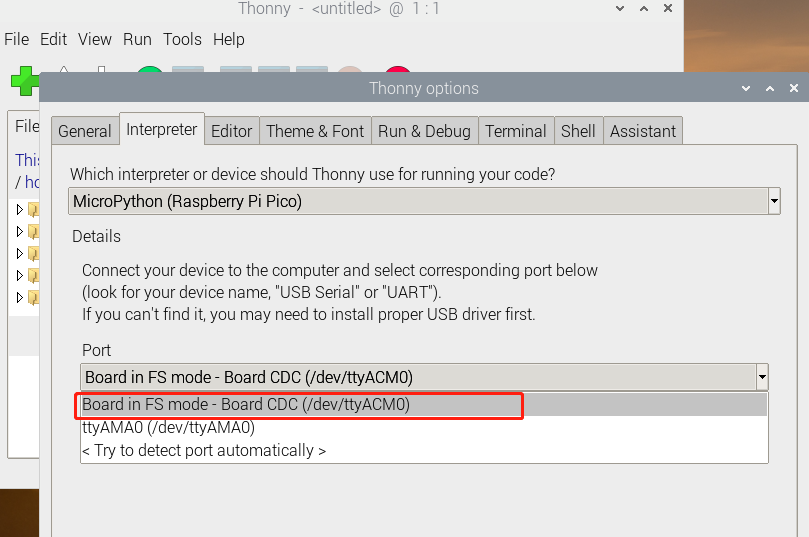 Thonny - <untitled> @ 1 : 1
File Edit View Run Tools Help
Thonny options
File
General Interpreter Editor Theme & Font Run & Debug Terminal Shell Assistant
This
Which interpreter or device should Thonny use for running your code?
/ ho
MicroPython (Raspberry Pi Pico)
Details
Connect your device to the computer and select corresponding port below
(look for your device name, "USB Serial" or "UART").
If you can't find it, you may need to install proper USB driver first.
Port
Board in FS mode - Board CDC (/dev/ttyACM0)
Board in FS mode - Board CDC (/dev/ttyACM0)
ttyAMA0 (/dev/ttyAMA0)
< Try to detect port automatically >